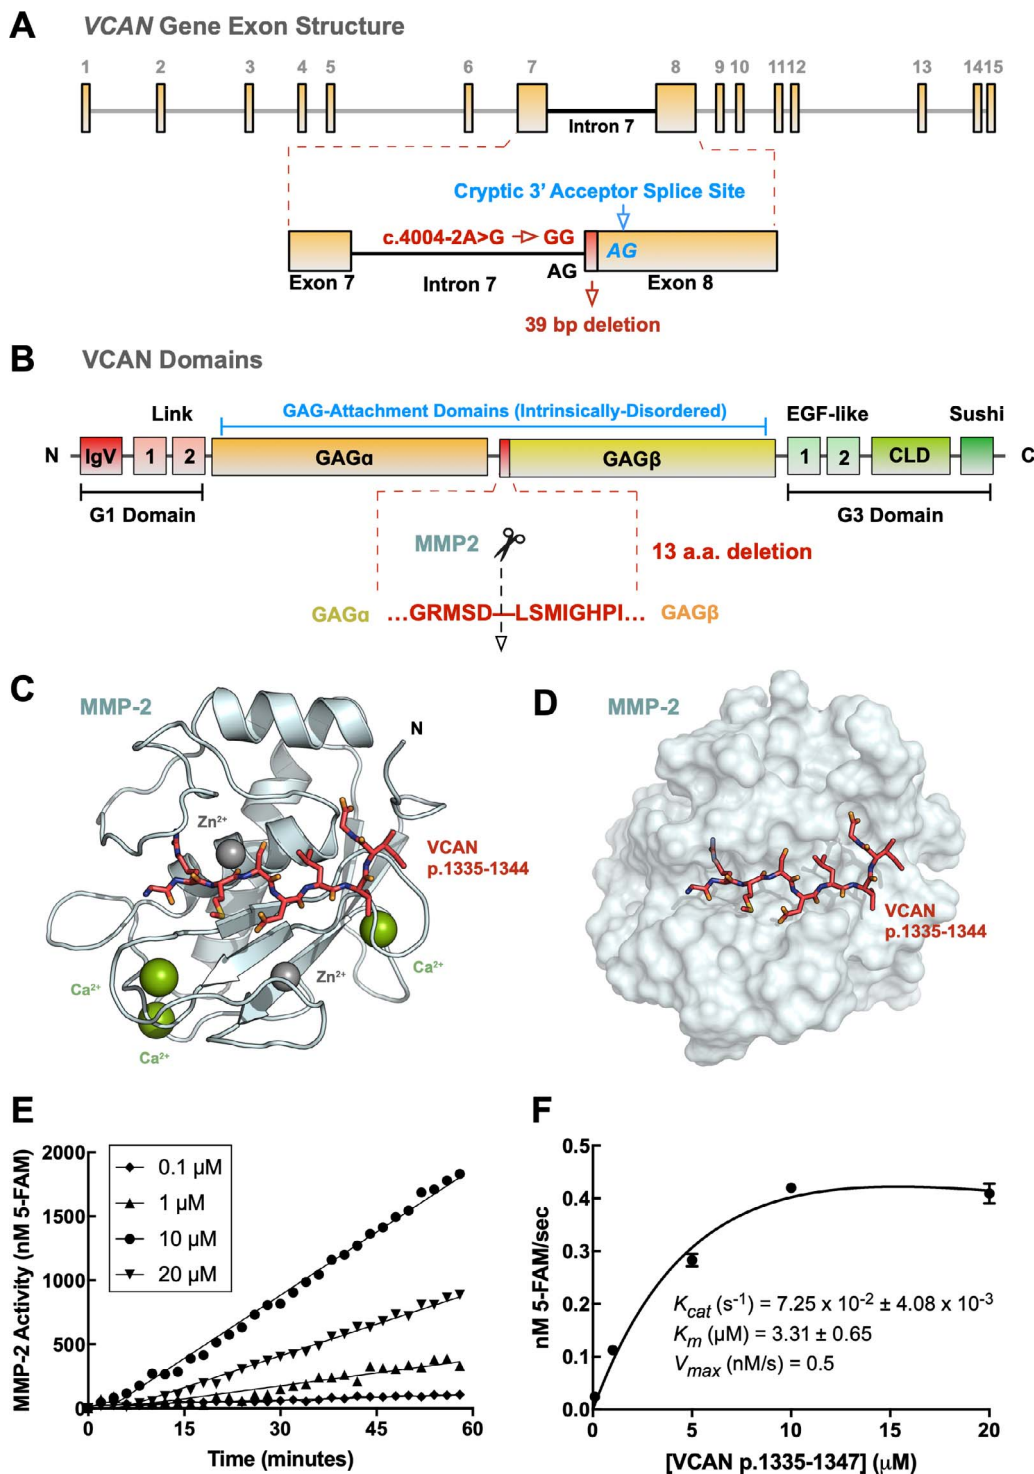 A
VCAN Gene Exon Structure
1 2 3 4 5 6 7 8 9 10 11 12 13 14 15
Intron 7
Cryptic 3’ Acceptor Splice Site
c.4004-2A>G GG
AG
AG
Exon 7
Intron 7
Exon 8
39 bp deletion
B
VCAN Domains
Link
GAG-Attachment Domains (Intrinsically-Disordered)
EGF-like
Sushi
N
IgV 1 2 GAGα GAGβ 1 2 CLD
C
G1 Domain
G3 Domain
MMP2
13 a.a. deletion
GAGα
...GRMSD—LSMIGHPI...
GAGβ
C
MMP-2
N
Zn²⁺
VCAN
p.1335-1344
Ca²⁺
Zn²⁺
Ca²⁺
Ca²⁺
D
MMP-2
VCAN
p.1335-1344
E
MMP-2 Activity (nM 5-FAM)
2000
1500
1000
500
0
0.1 µM
1 µM
10 µM
20 µM
0 15 30 45 60
Time (minutes)
F
nM 5-FAM/sec
0.5
0.4
0.3
0.2
0.1
0.0
Kcat (s⁻¹) = 7.25 x 10⁻² ± 4.08 x 10⁻³
Km (µM) = 3.31 ± 0.65
Vmax (nM/s) = 0.5
0 5 10 15 20
[VCAN p.1335-1347] (µM)